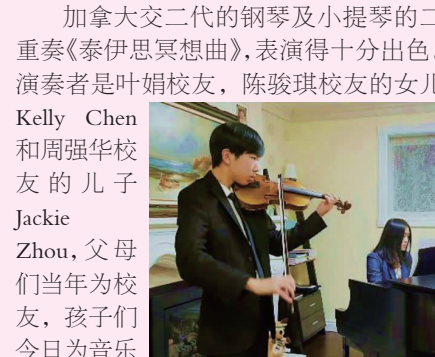 加拿大交二代的钢琴及小提琴的二
重奏《泰伊思冥想曲》，表演得十分出色。
演奏者是叶娟校友，陈骏琪校友的女儿
Kelly Chen
和周强华校
友的儿子
Jackie
Zhou，父母
们当年为校
友，孩子们
今日为音乐